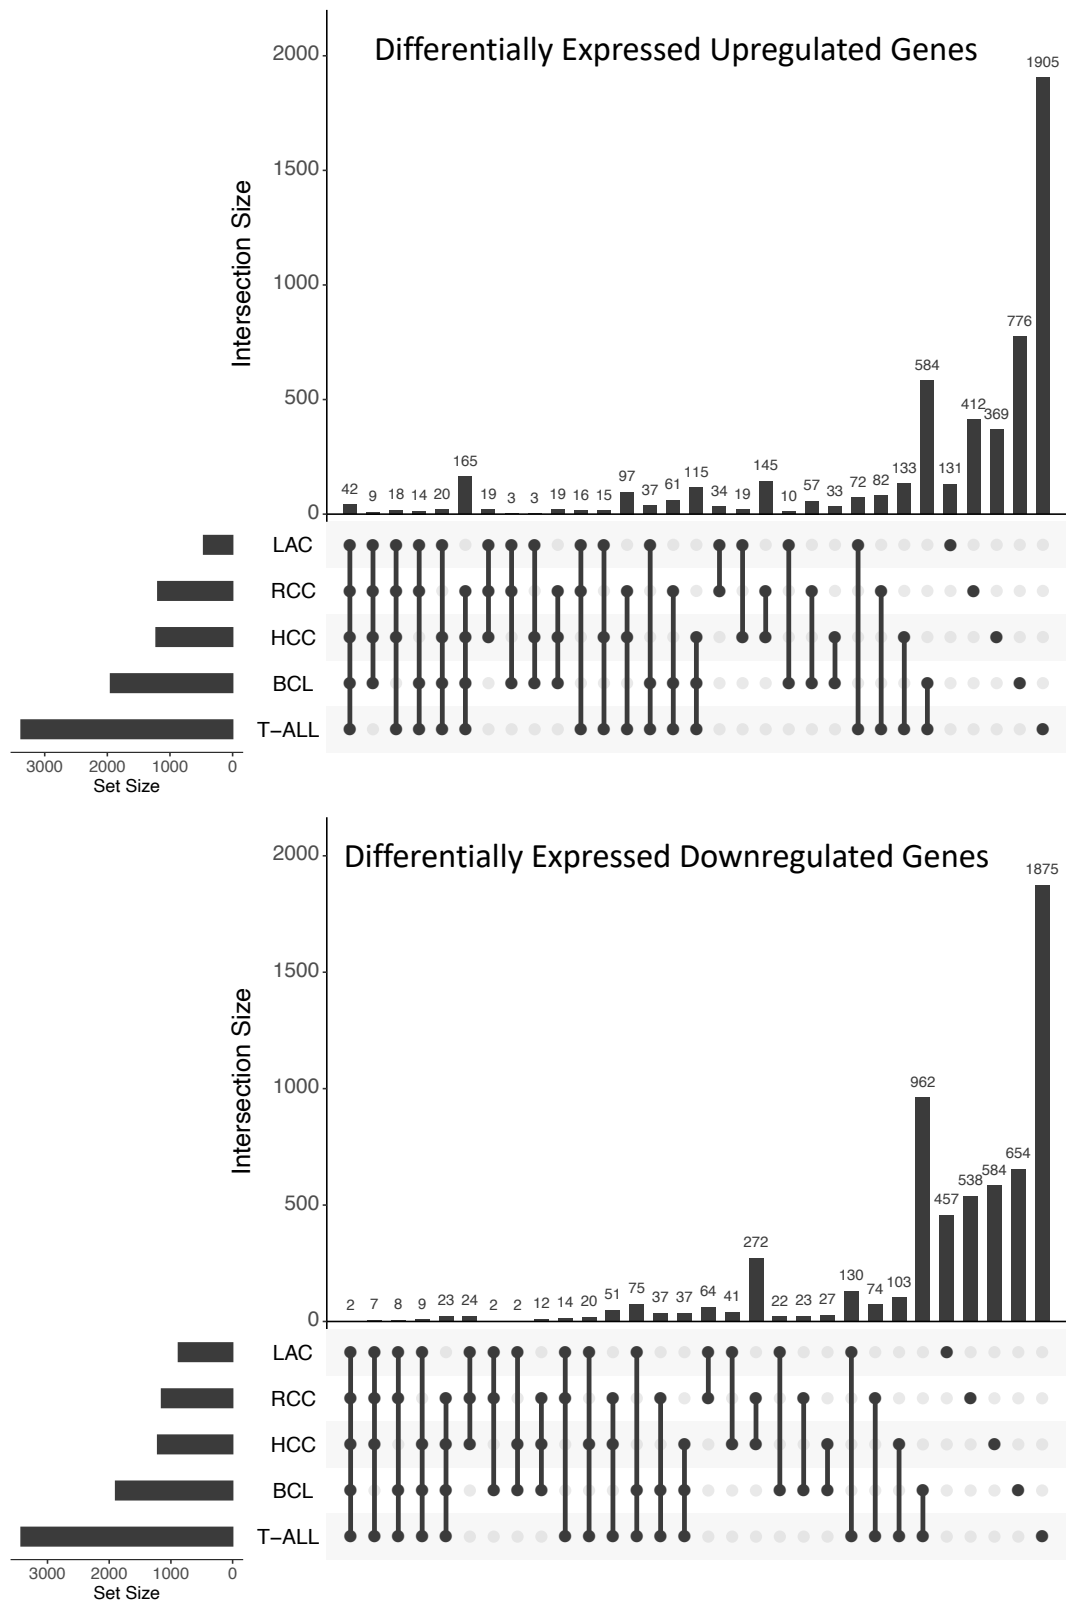 Differentially Expressed Upregulated Genes
Intersection Size
2000
1500
1000
500
0
42 9 18 14 20 165 19 3 3 19 16 15 97 37 61 115 34 19 145 10 57 33 72 82 133 584 131 412 369 776 1905
LAC
RCC
HCC
BCL
T-ALL
3000 2000 1000 0
Set Size
Differentially Expressed Downregulated Genes
Intersection Size
2000
1500
1000
500
0
2 7 8 9 23 24 2 2 12 14 20 51 75 37 37 64 41 272 22 23 27 130 74 103 962 457 538 584 654 1875
LAC
RCC
HCC
BCL
T-ALL
3000 2000 1000 0
Set Size